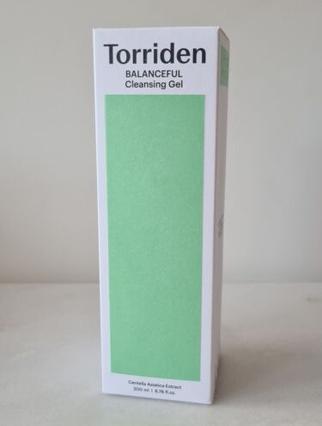 Torriden
BALANCEFUL
Cleansing Gel
Centella Asiatica Extract
200 ml | 6.76 fl.oz.